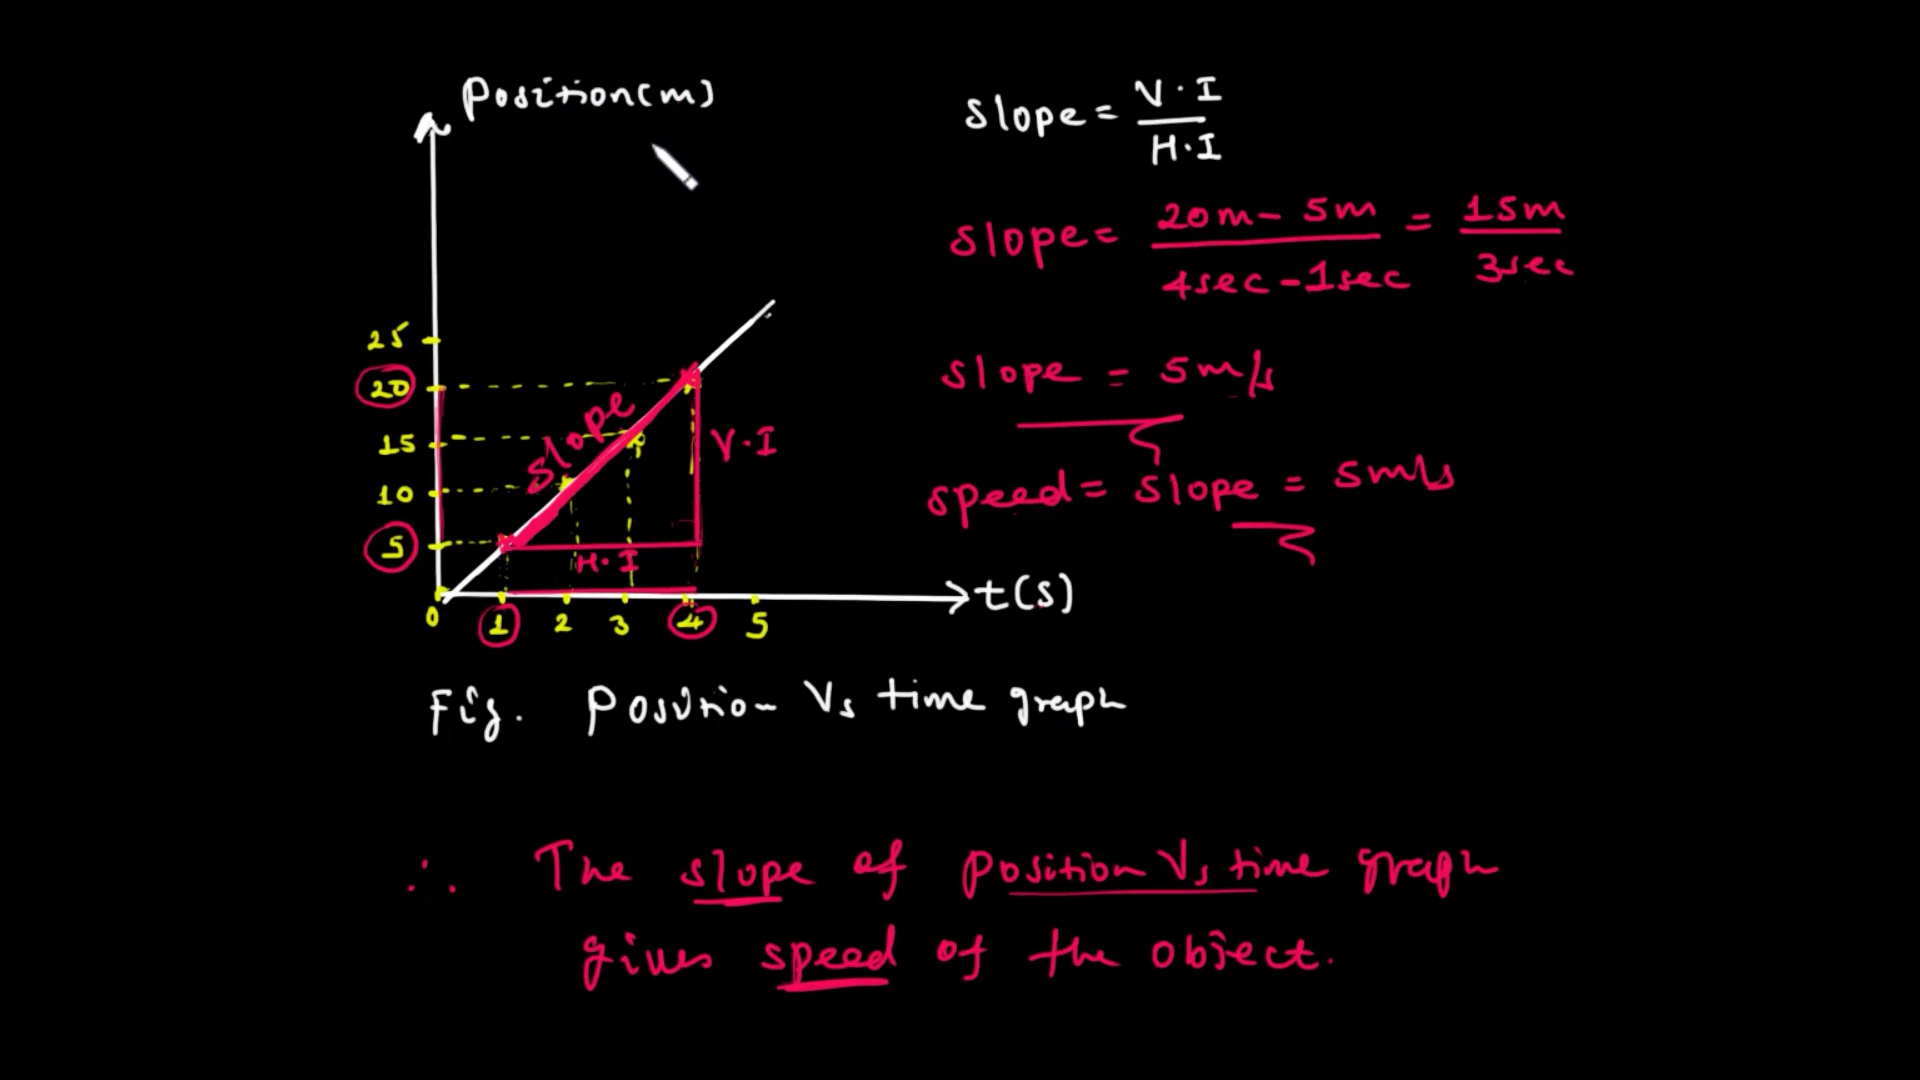 Position(m)
slope = V.I / H.I
slope = 20m - 5m / 4sec - 1sec = 15m / 3sec
25
20
slope = 5m/s
slope
15
V.I
10
speed = slope = 5m/s
5
H.I
t(s)
0 1 2 3 4 5
Fig. Position Vs time graph
∴ The slope of position Vs time graph
gives speed of the object.